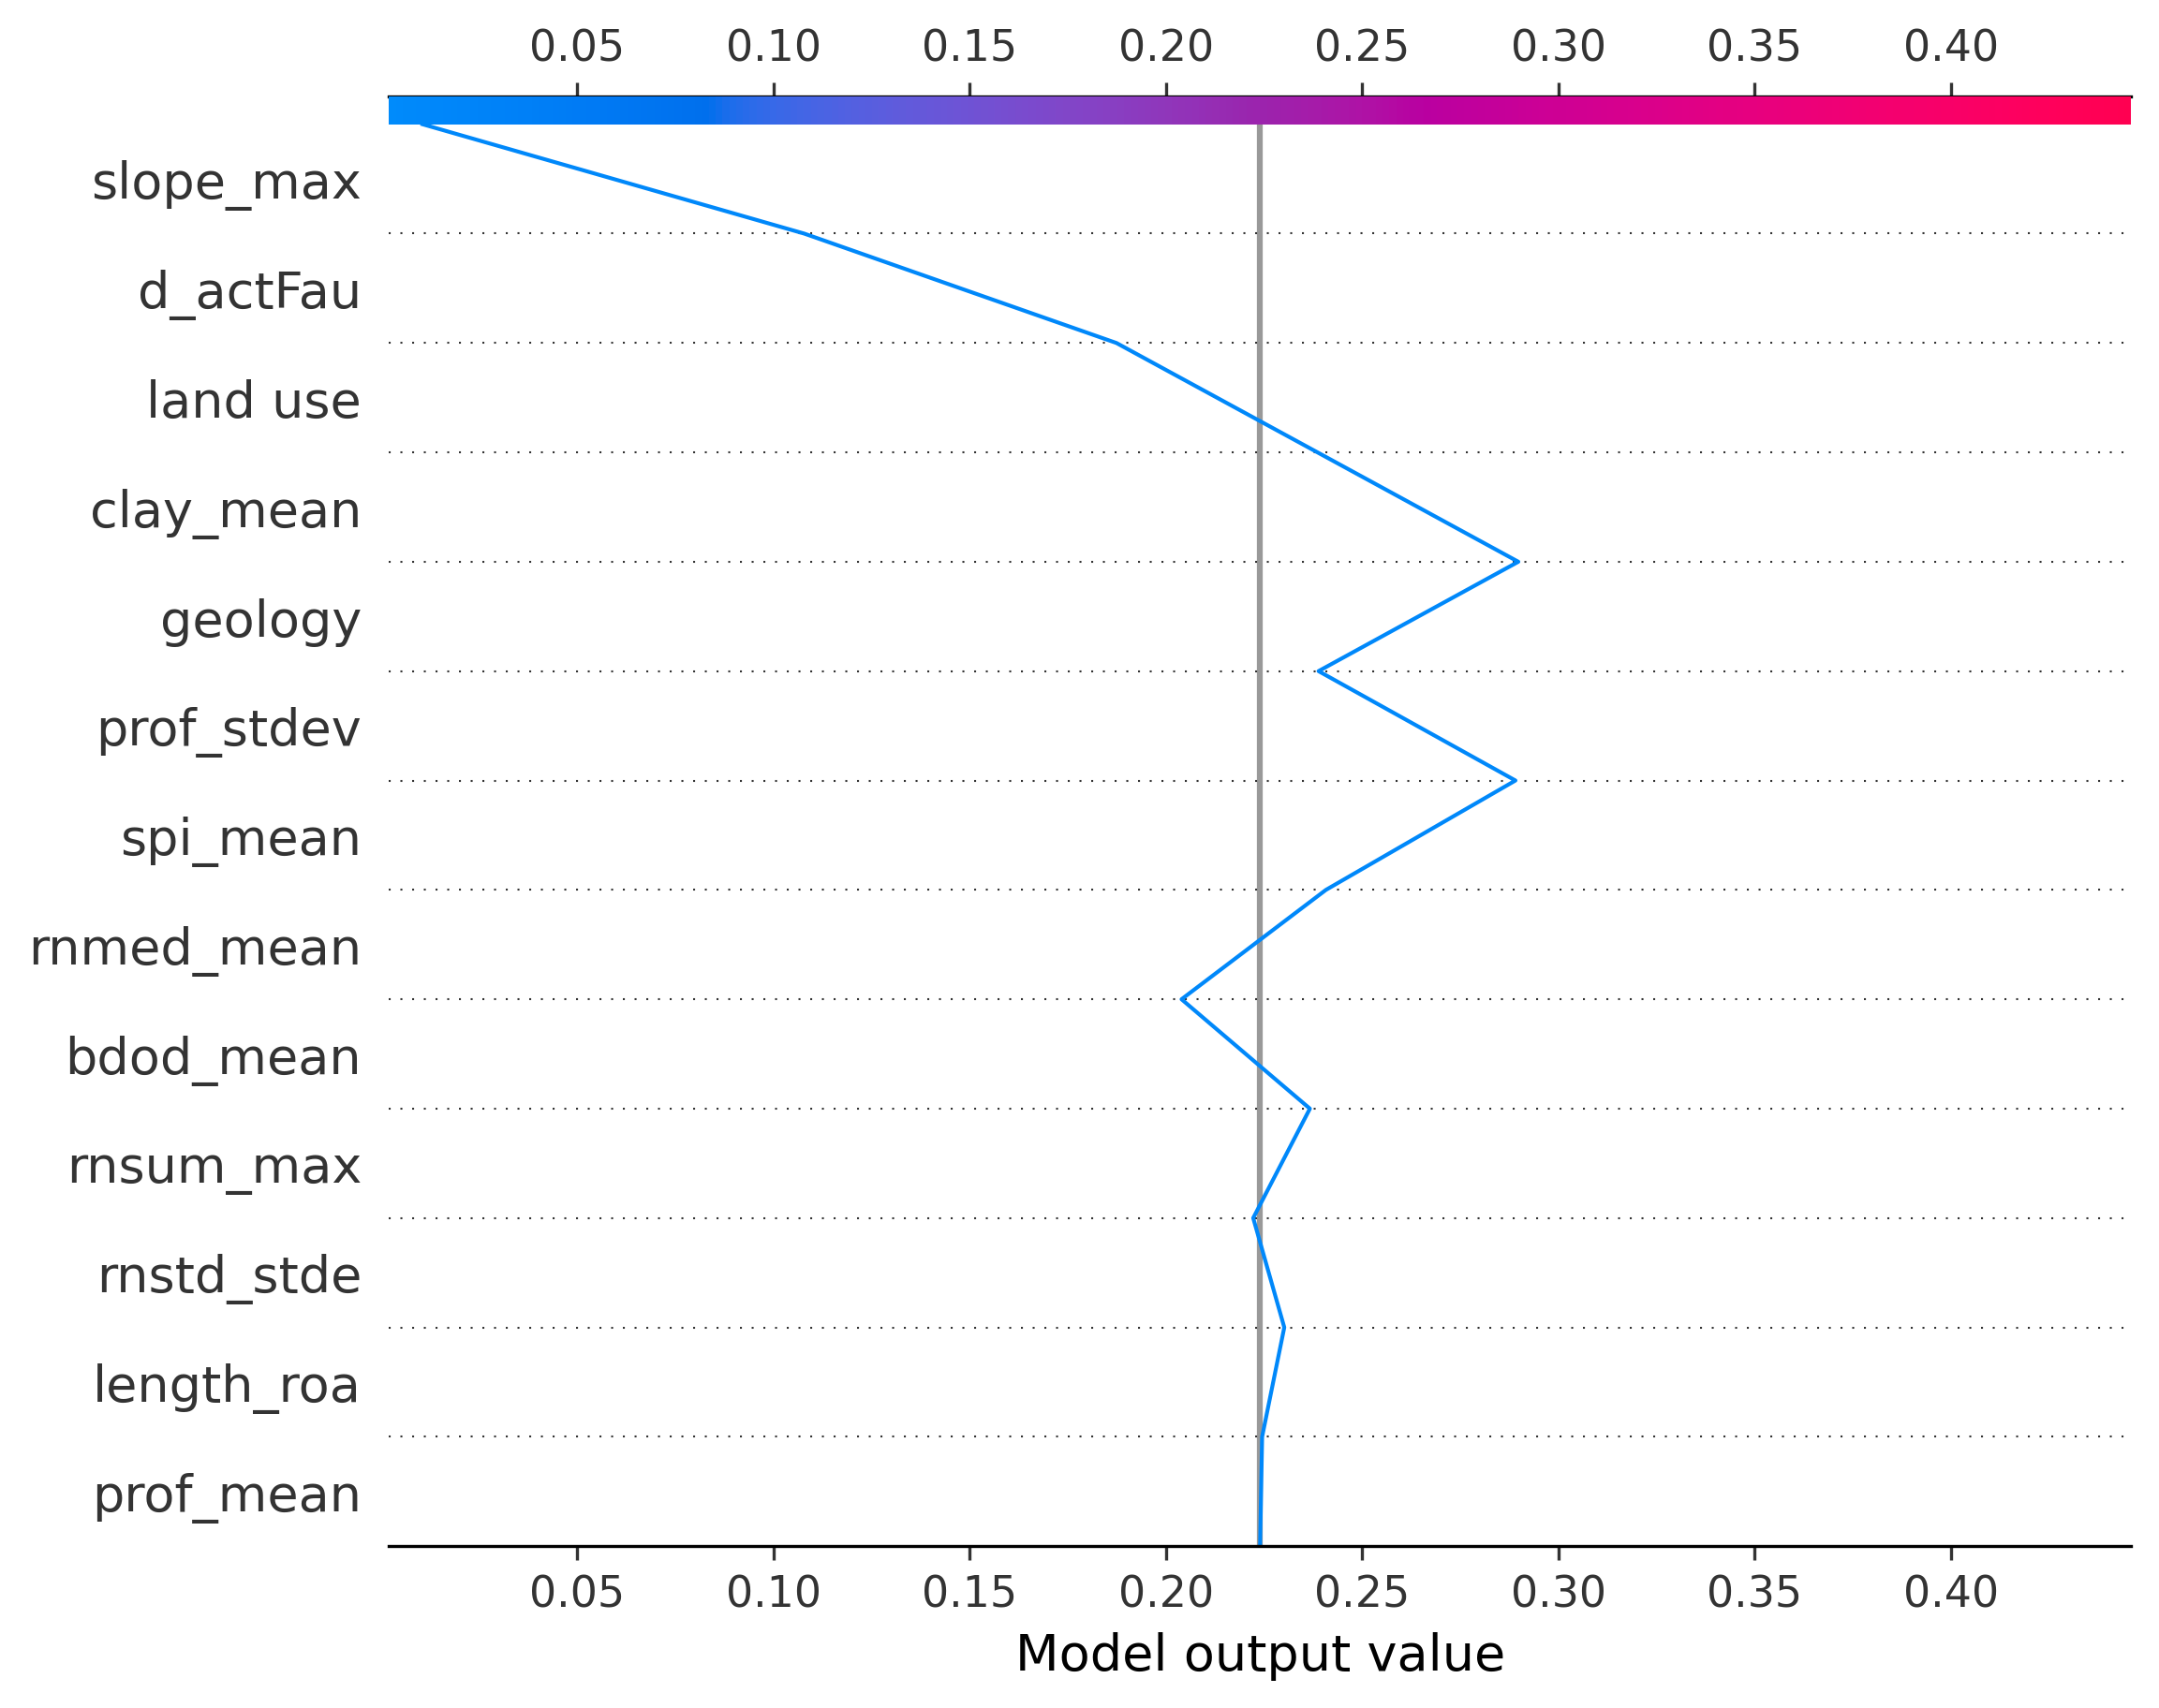 0.05 0.10 0.15 0.20 0.25 0.30 0.35 0.40
slope_max
d_actFau
land use
clay_mean
geology
prof_stdev
spi_mean
rnmed_mean
bdod_mean
rnsum_max
rnstd_stde
length_roa
prof_mean
0.05 0.10 0.15 0.20 0.25 0.30 0.35 0.40
Model output value